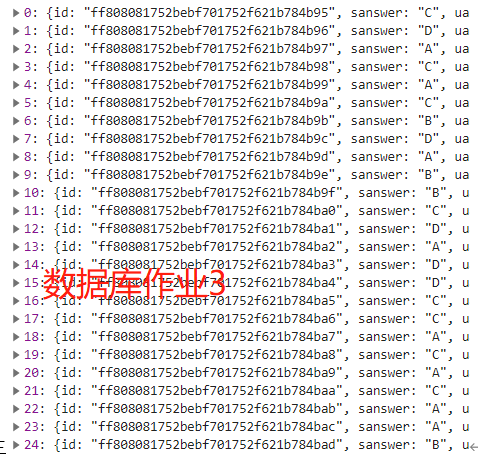 ▶ 0: {id: "ff808081752bebf701752f621b784b95", sanswer: "C", ua
▶ 1: {id: "ff808081752bebf701752f621b784b96", sanswer: "D", ua
▶ 2: {id: "ff808081752bebf701752f621b784b97", sanswer: "A", ua
▶ 3: {id: "ff808081752bebf701752f621b784b98", sanswer: "C", ua
▶ 4: {id: "ff808081752bebf701752f621b784b99", sanswer: "A", ua
▶ 5: {id: "ff808081752bebf701752f621b784b9a", sanswer: "C", ua
▶ 6: {id: "ff808081752bebf701752f621b784b9b", sanswer: "B", ua
▶ 7: {id: "ff808081752bebf701752f621b784b9c", sanswer: "D", ua
▶ 8: {id: "ff808081752bebf701752f621b784b9d", sanswer: "A", ua
▶ 9: {id: "ff808081752bebf701752f621b784b9e", sanswer: "B", ua
▶ 10: {id: "ff808081752bebf701752f621b784b9f", sanswer: "B", u
▶ 11: {id: "ff808081752bebf701752f621b784ba0", sanswer: "C", u
▶ 12: {id: "ff808081752bebf701752f621b784ba1", sanswer: "D", u
▶ 13: {id: "ff808081752bebf701752f621b784ba2", sanswer: "A", u
▶ 14: {id: "ff808081752bebf701752f621b784ba3", sanswer: "D", u
▶ 15: {id: "ff808081752bebf701752f621b784ba4", sanswer: "D", u
数据库作业3
▶ 16: {id: "ff808081752bebf701752f621b784ba5", sanswer: "C", u
▶ 17: {id: "ff808081752bebf701752f621b784ba6", sanswer: "C", u
▶ 18: {id: "ff808081752bebf701752f621b784ba7", sanswer: "A", u
▶ 19: {id: "ff808081752bebf701752f621b784ba8", sanswer: "C", u
▶ 20: {id: "ff808081752bebf701752f621b784ba9", sanswer: "A", u
▶ 21: {id: "ff808081752bebf701752f621b784baa", sanswer: "C", u
▶ 22: {id: "ff808081752bebf701752f621b784bab", sanswer: "A", u
▶ 23: {id: "ff808081752bebf701752f621b784bac", sanswer: "A", u
▶ 24: {id: "ff808081752bebf701752f621b784bad", sanswer: "B", u